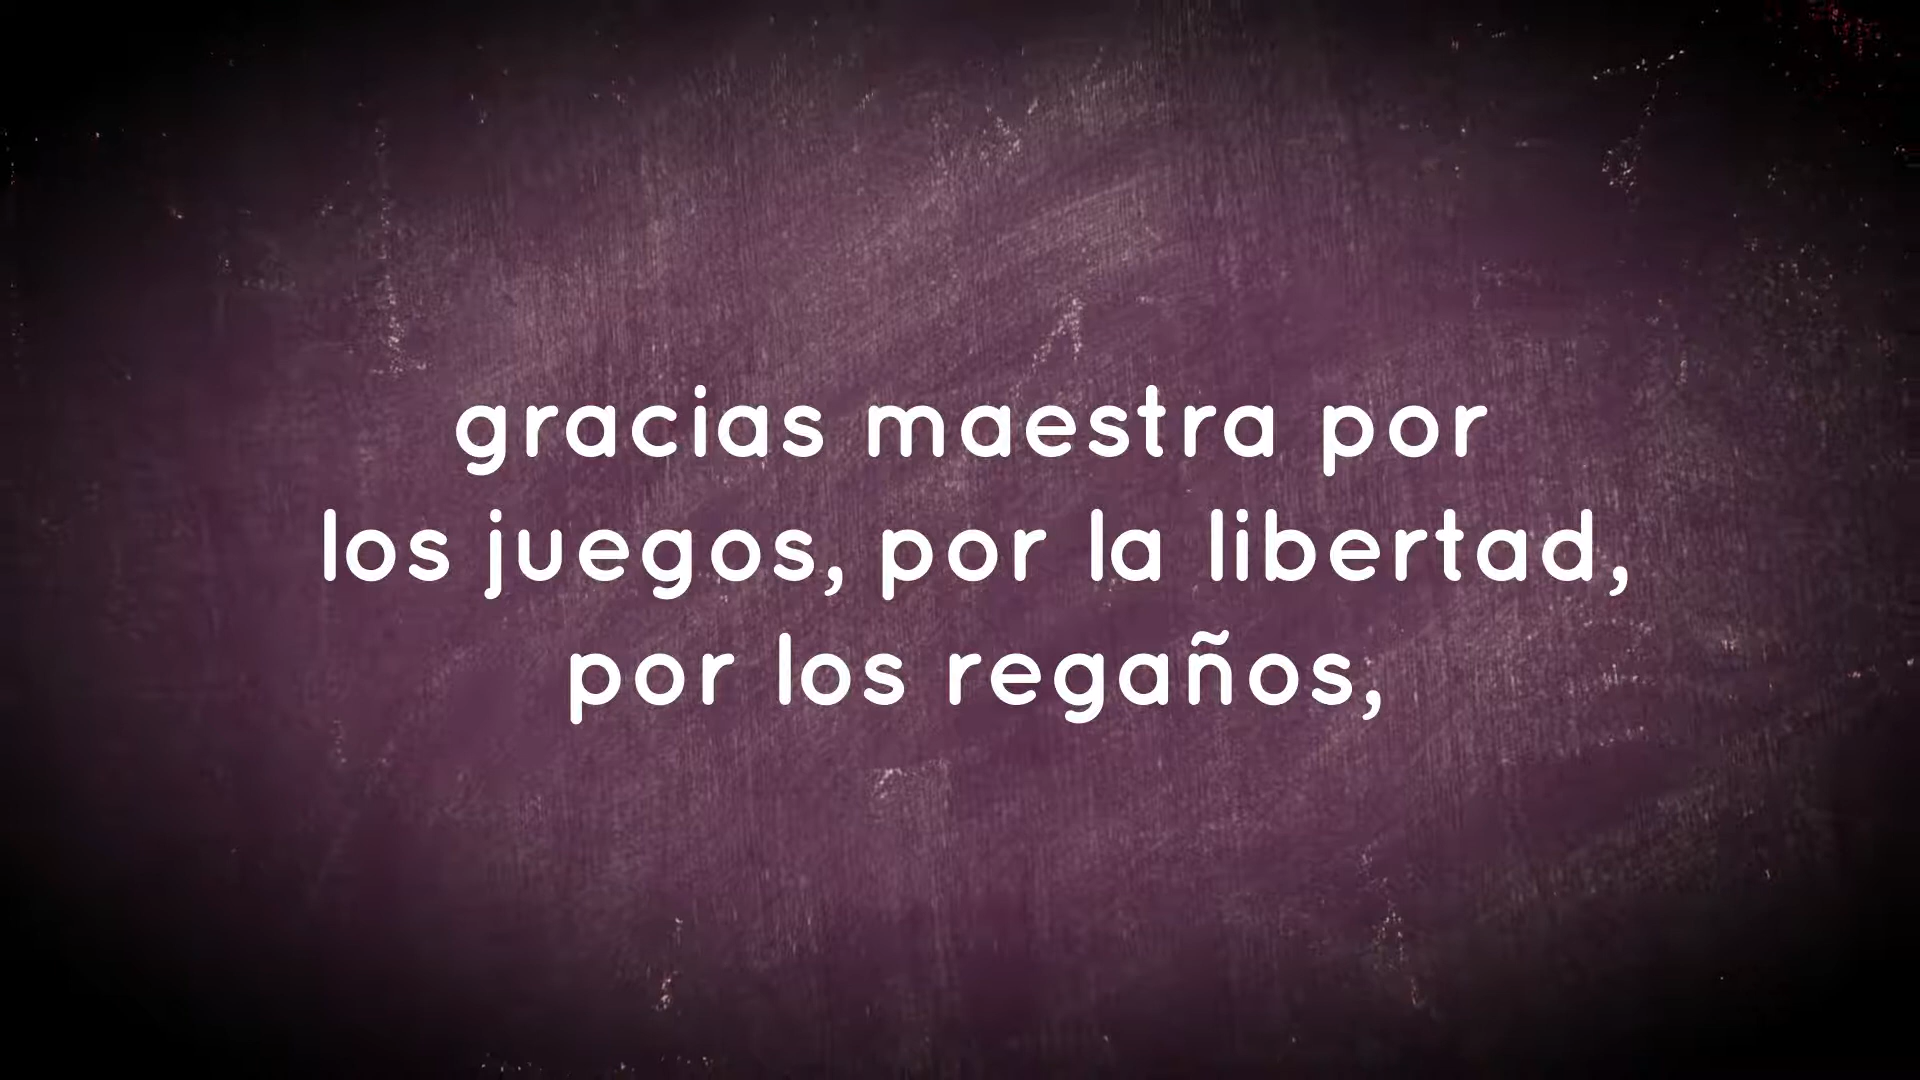 gracias maestra por
los juegos, por la libertad,
por los regaños,